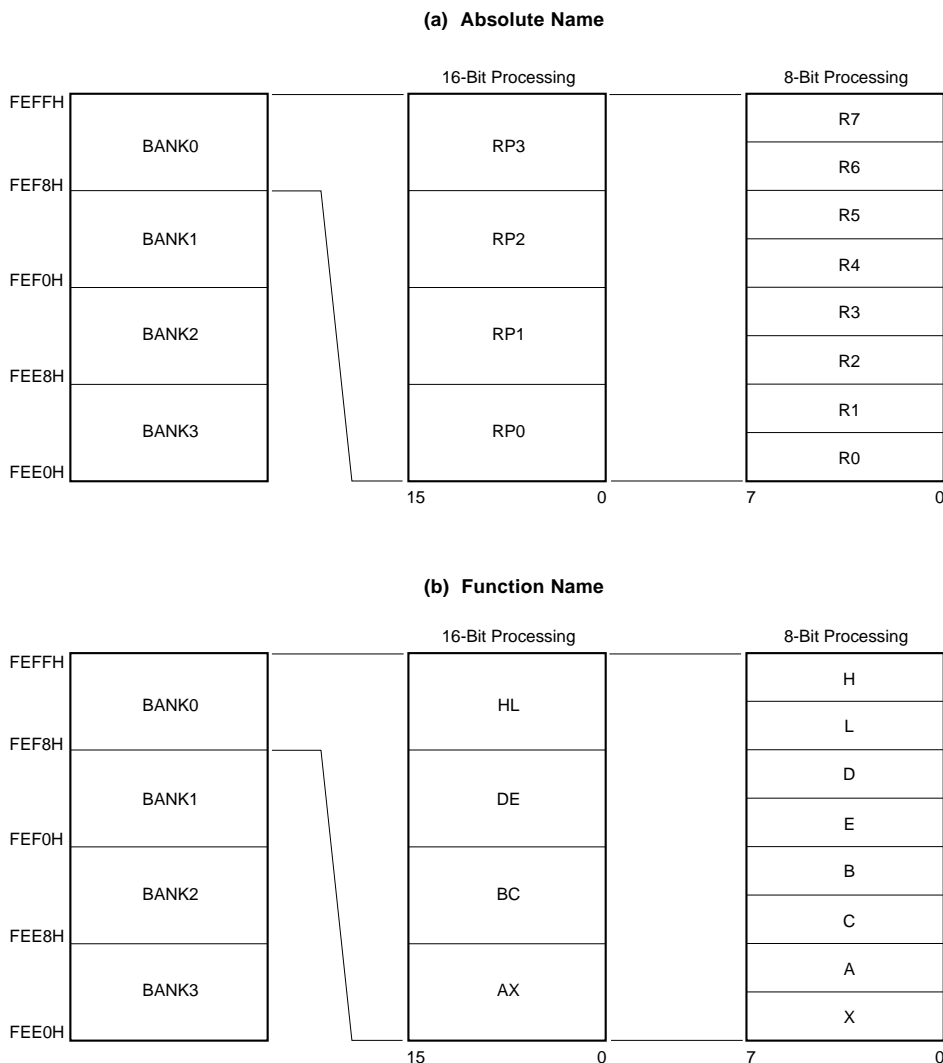 (a) Absolute Name
16-Bit Processing 8-Bit Processing
FEFFH
BANK0 RP3 R7
R6
FEF8H
BANK1 RP2 R5
R4
FEF0H
BANK2 RP1 R3
R2
FEE8H
BANK3 RP0 R1
R0
FEE0H
15 0 7 0
(b) Function Name
16-Bit Processing 8-Bit Processing
FEFFH
BANK0 HL H
L
FEF8H
BANK1 DE D
E
FEF0H
BANK2 BC B
C
FEE8H
BANK3 AX A
X
FEE0H
15 0 7 0